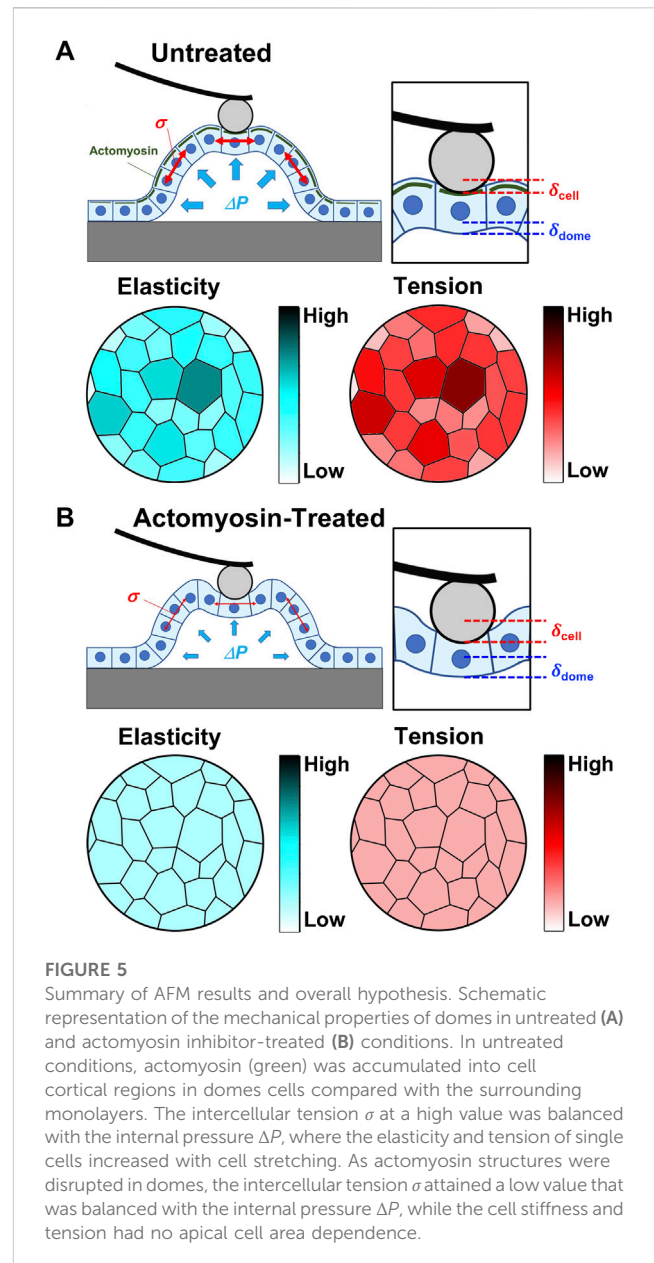 A
Untreated
σ
Actomyosin
ΔP
δcell
δdome
Elasticity
High
Low
Tension
High
Low
B
Actomyosin-Treated
σ
ΔP
δcell
δdome
Elasticity
High
Low
Tension
High
Low
FIGURE 5
Summary of AFM results and overall hypothesis. Schematic
representation of the mechanical properties of domes in untreated (A)
and actomyosin inhibitor-treated (B) conditions. In untreated
conditions, actomyosin (green) was accumulated into cell
cortical regions in domes cells compared with the surrounding
monolayers. The intercellular tension σ at a high value was balanced
with the internal pressure ΔP, where the elasticity and tension of single
cells increased with cell stretching. As actomyosin structures were
disrupted in domes, the intercellular tension σ attained a low value that
was balanced with the internal pressure ΔP, while the cell stiffness and
tension had no apical cell area dependence.